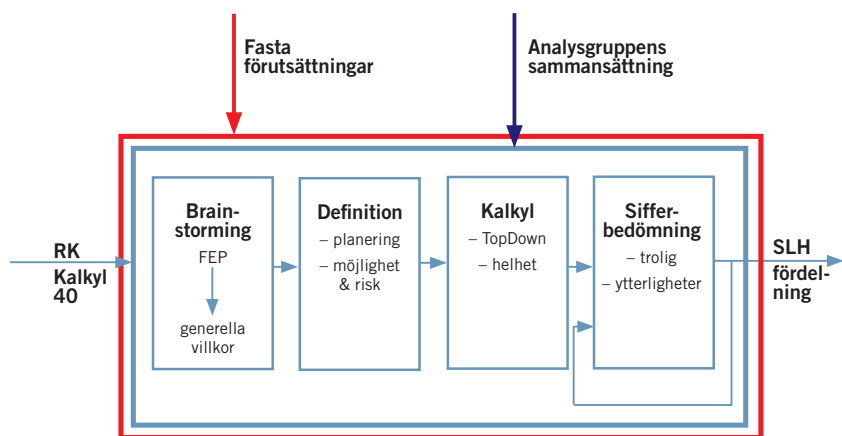 Fasta
förutsättningar
Analysgruppens
sammansättning
RK
Kalkyl
40
Brain-
storming
FEP
generella
villkor
Definition
– planering
– möjlighet
& risk
Kalkyl
– TopDown
– helhet
Siffer-
bedömning
– trolig
– ytterligheter
SLH
fördel-
ning